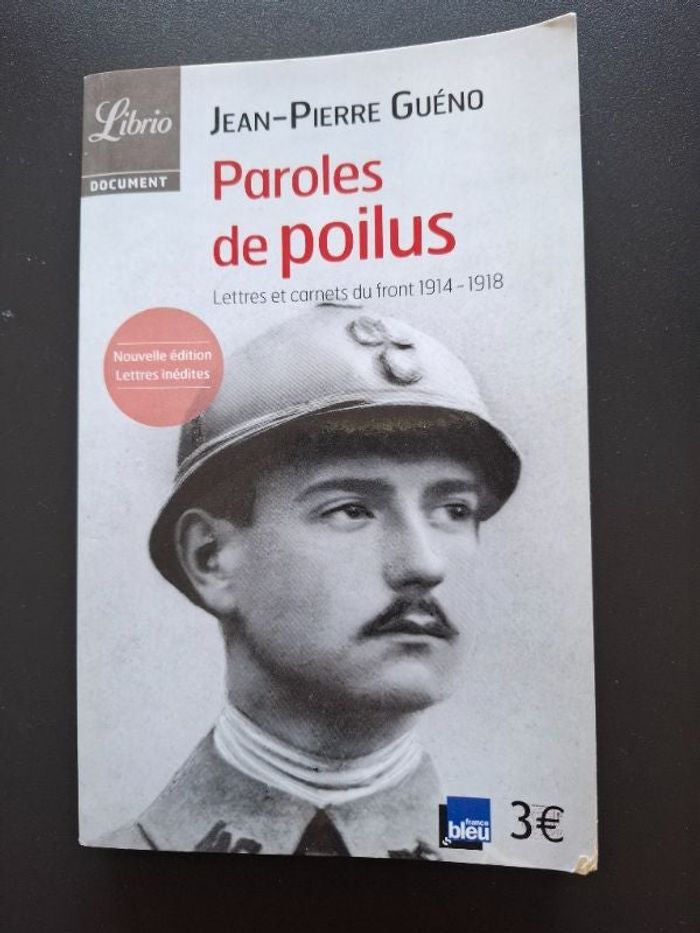 Librio
DOCUMENT
JEAN-PIERRE GUÉNO
Paroles
de poilus
Lettres et carnets du front 1914 - 1918
Nouvelle édition
Lettres inédites
france
bleu
3€